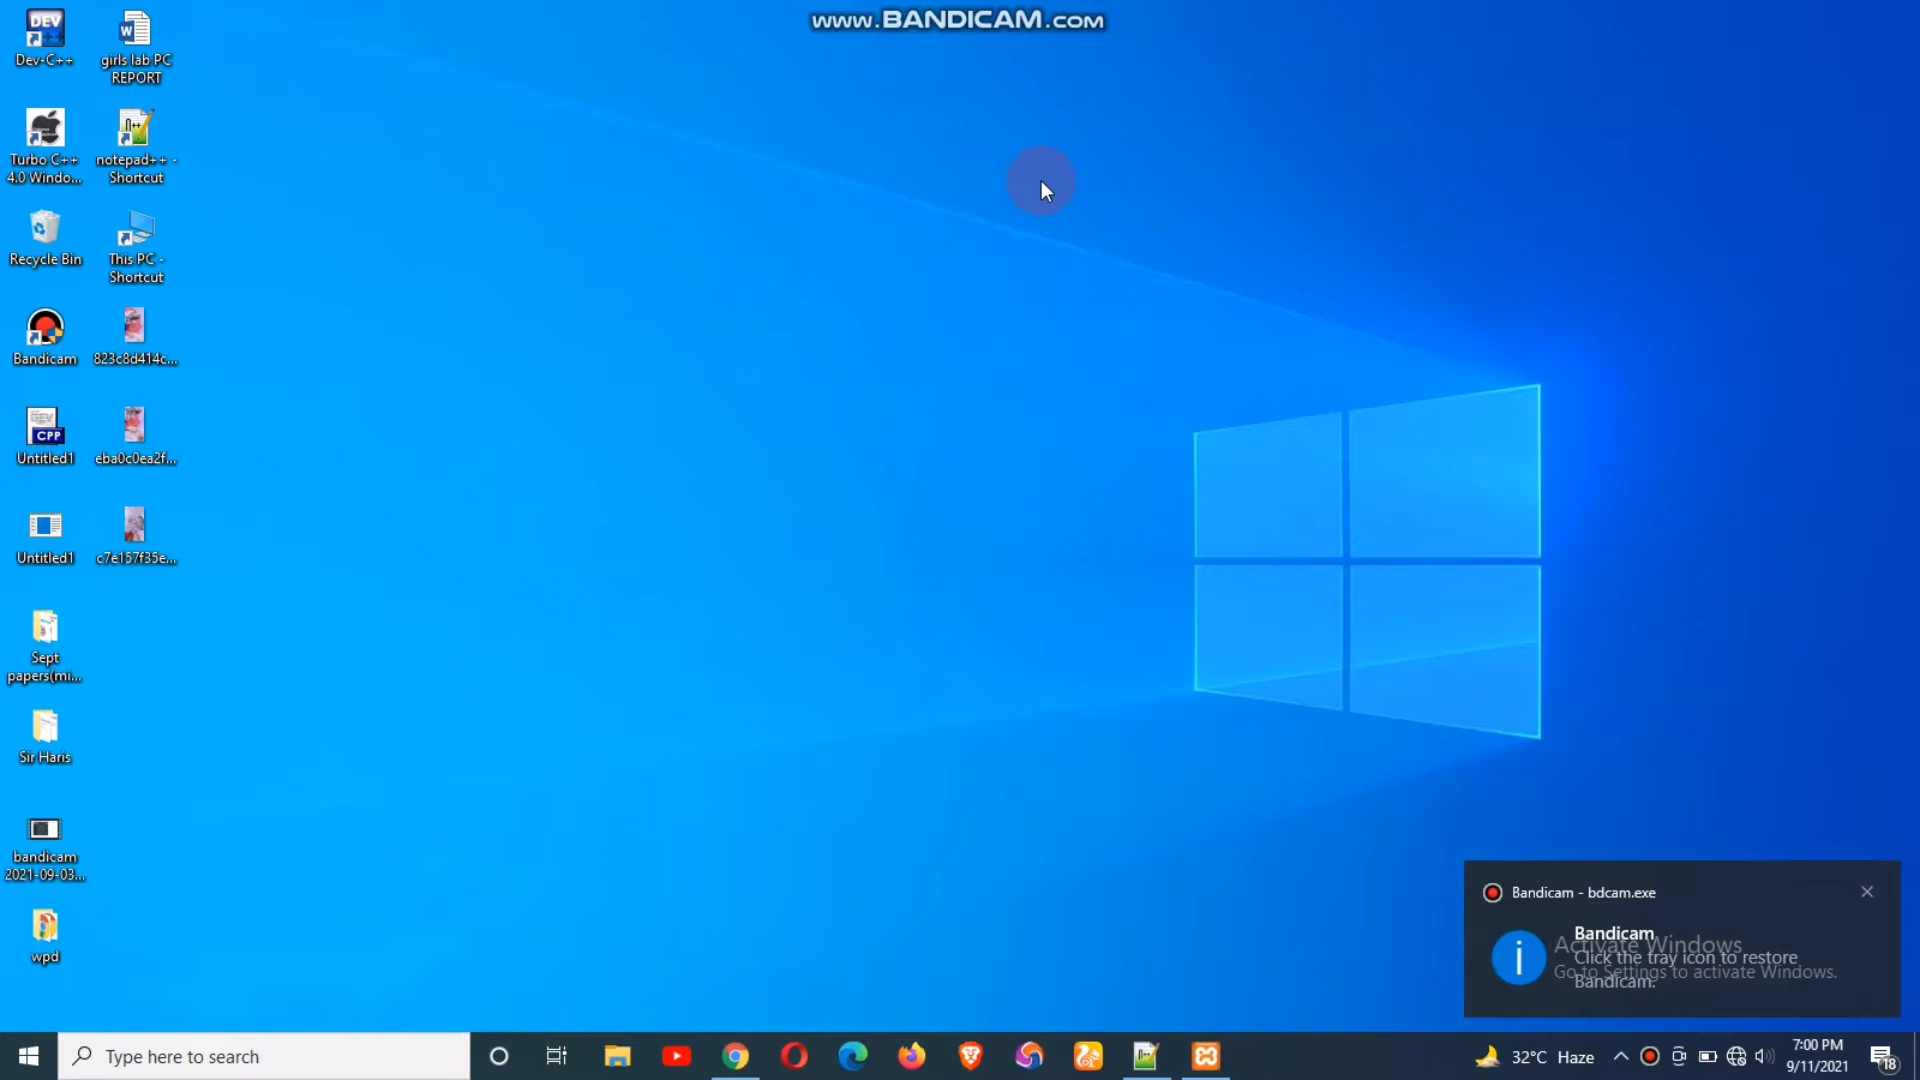 www.BANDICAM.com
DEV
Dev-C++
girls lab PC
REPORT
Turbo C++
4.0 Windo...
notepad++ -
Shortcut
Recycle Bin
This PC -
Shortcut
Bandicam
823c8d414c...
CPP
Untitled1
eba0c0ea2f...
Untitled1
c7e157f35e...
Sept
papers(mi...
Sir Haris
bandicam
2021-09-03...
wpd
Bandicam - bdcam.exe
Bandicam
Click the tray icon to restore
Bandicam.
Activate Windows
Go to Settings to activate Windows.
Type here to search
32°C Haze
7:00 PM
9/11/2021
18